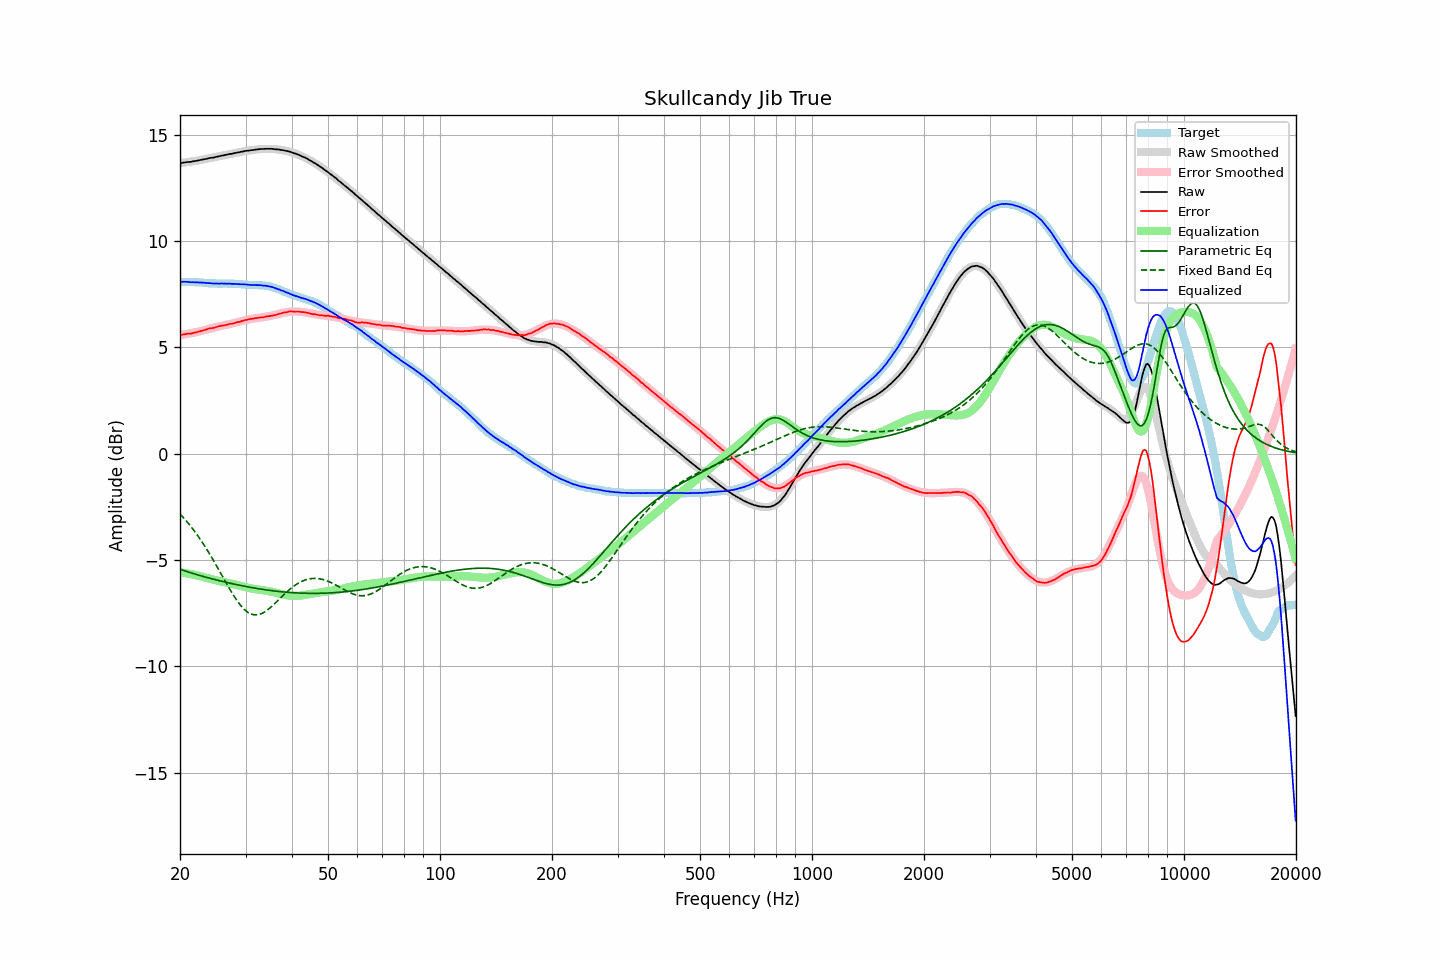 Skullcandy Jib True
Target
Raw Smoothed
Error Smoothed
Raw
Error
Equalization
Parametric Eq
Fixed Band Eq
Equalized
15
10
5
0
−5
−10
−15
Amplitude (dBr)
20 50 100 200 500 1000 2000 5000 10000 20000
Frequency (Hz)